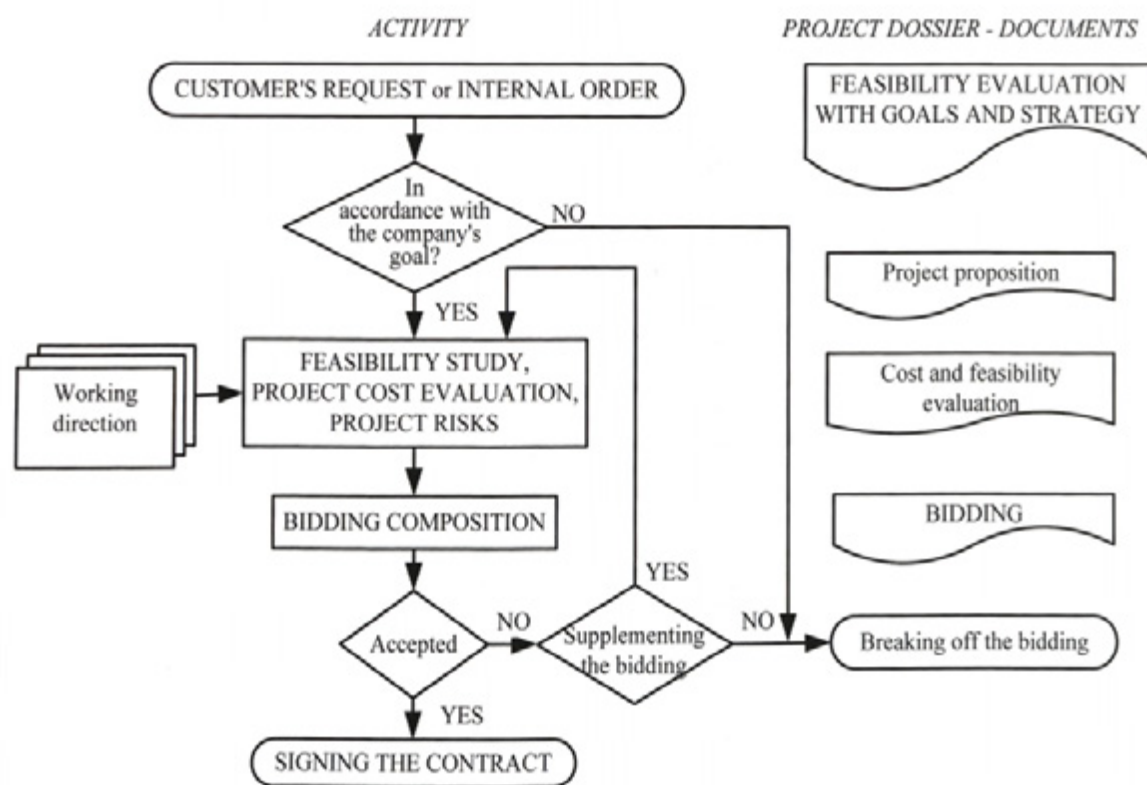 ACTIVITY
PROJECT DOSSIER - DOCUMENTS
CUSTOMER'S REQUEST or INTERNAL ORDER
FEASIBILITY EVALUATION
WITH GOALS AND STRATEGY
In
accordance with
the company's
goal?
NO
YES
Project proposition
FEASIBILITY STUDY,
PROJECT COST EVALUATION,
PROJECT RISKS
Working
direction
Cost and feasibility
evaluation
BIDDING COMPOSITION
BIDDING
Accepted
NO
YES
Supplementing
the bidding
YES
NO
Breaking off the bidding
SIGNING THE CONTRACT